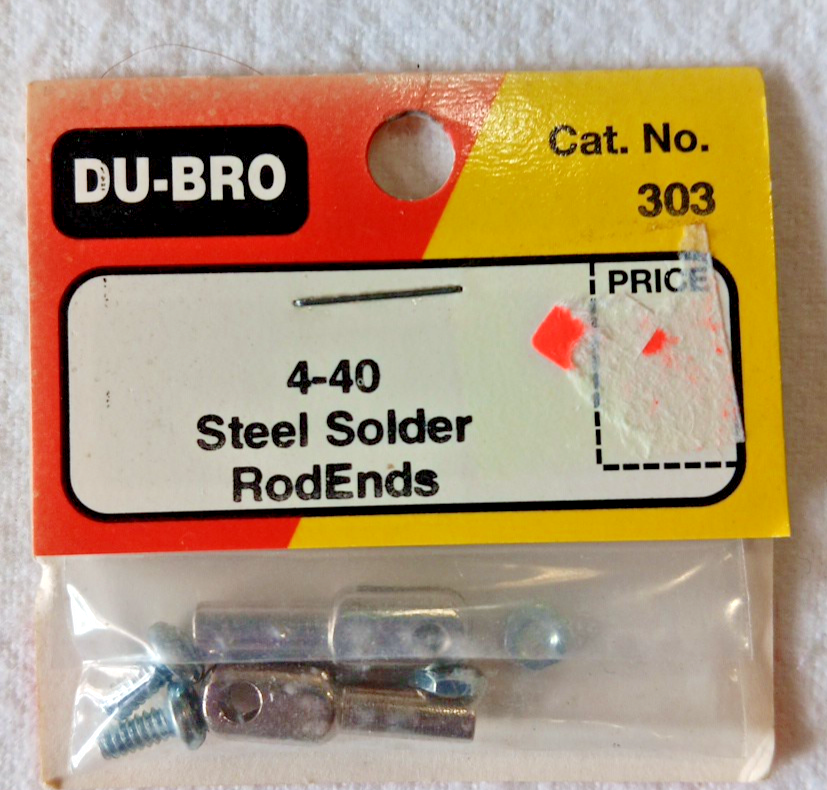 DU-BRO
Cat. No.
303
PRICE
4-40
Steel Solder
RodEnds